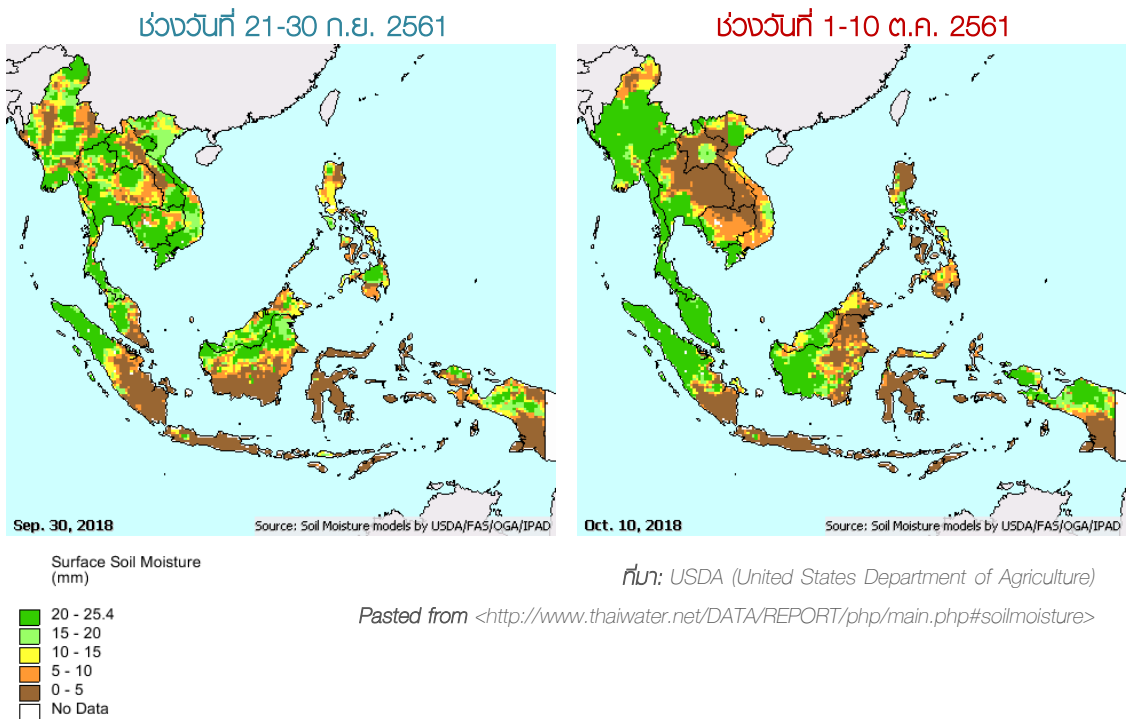 ช่วงวันที่ 21-30 ก.ย. 2561
ช่วงวันที่ 1-10 ต.ค. 2561
Sep. 30, 2018
Source: Soil Moisture models by USDA/FAS/OGA/IPAD
Oct. 10, 2018
Source: Soil Moisture models by USDA/FAS/OGA/IPAD
Surface Soil Moisture
(mm)
20 - 25.4
15 - 20
10 - 15
5 - 10
0 - 5
No Data
ที่มา: USDA (United States Department of Agriculture)
Pasted from <http://www.thaiwater.net/DATA/REPORT/php/main.php#soilmoisture>